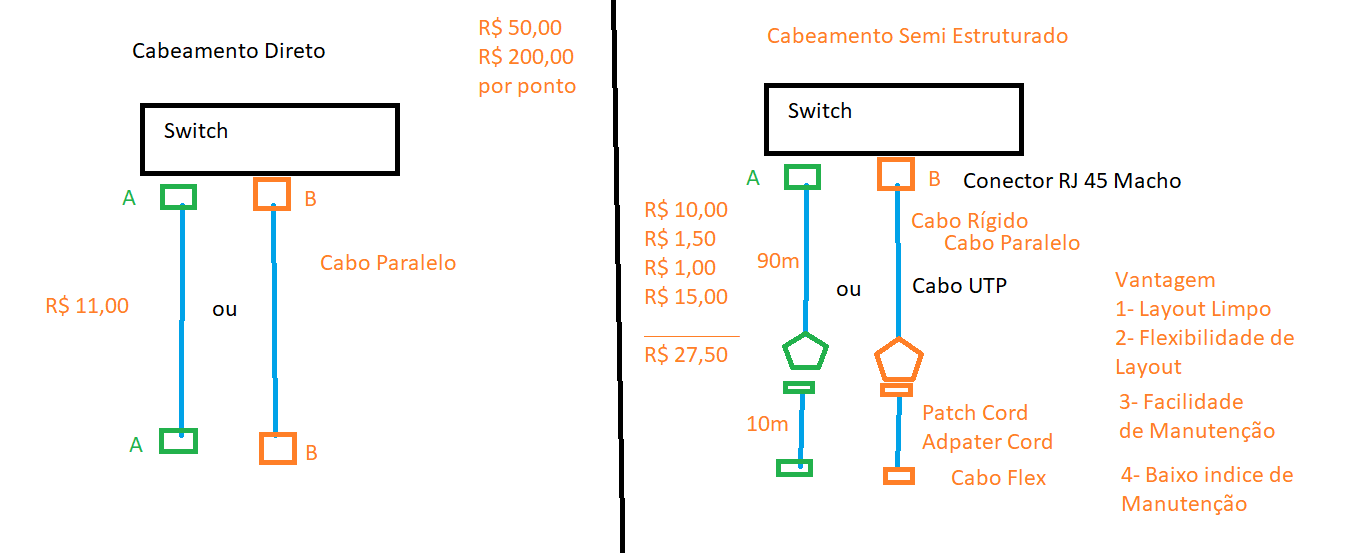 Cabeamento Direto
R$ 50,00
R$ 200,00
por ponto
Switch
A
B
Cabo Paralelo
R$ 11,00
ou
A
B
Cabeamento Semi Estruturado
Switch
A
B
Conector RJ 45 Macho
R$ 10,00
R$ 1,50
R$ 1,00
R$ 15,00
R$ 27,50
Cabo Rígido
Cabo Paralelo
90m
ou
Cabo UTP
10m
Patch Cord
Adpater Cord
Cabo Flex
Vantagem
1- Layout Limpo
2- Flexibilidade de
Layout
3- Facilidade
de Manutenção
4- Baixo indice de
Manutenção